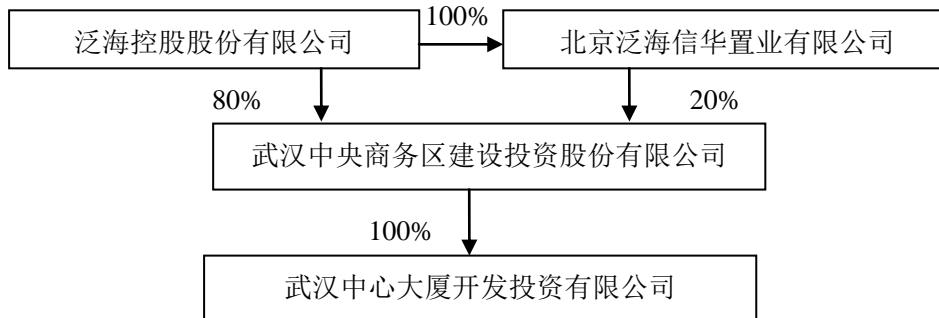 100%
泛海控股股份有限公司
北京泛海信华置业有限公司
80%
20%
武汉中央商务区建设投资股份有限公司
100%
武汉中心大厦开发投资有限公司